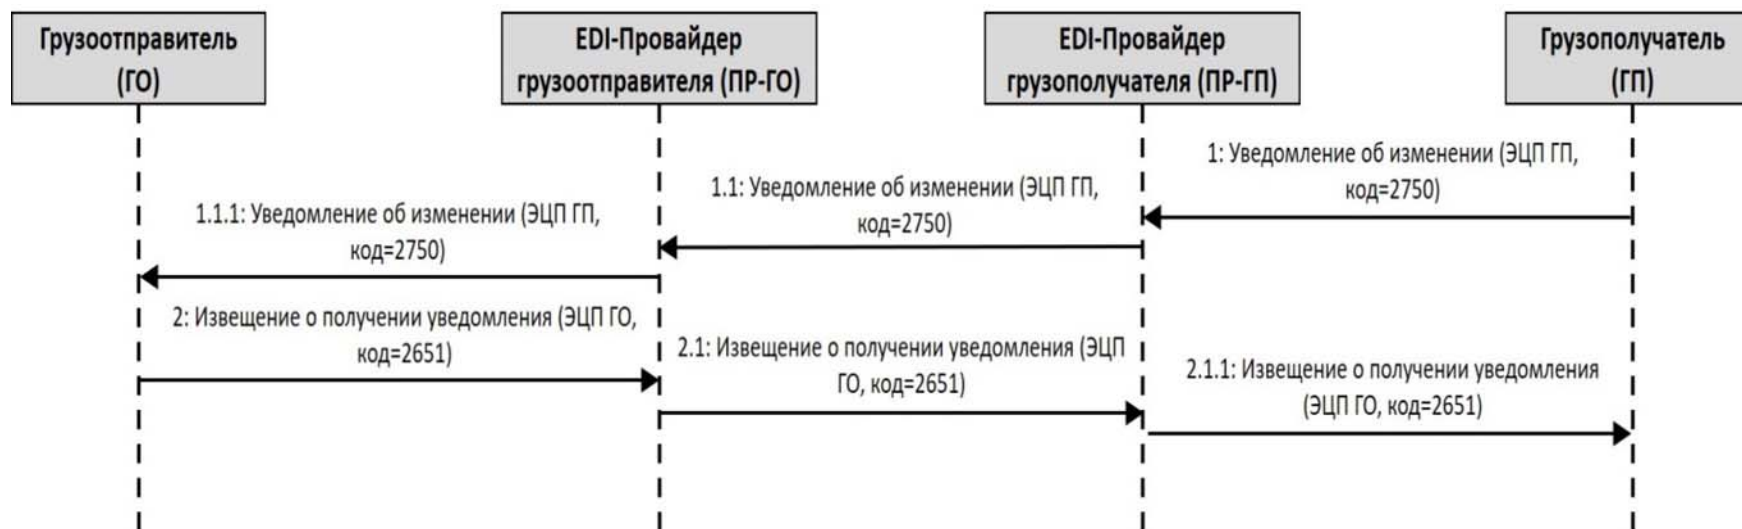 Грузоотправитель
(ГО)
EDI-Провайдер
грузоотправителя (ПР-ГО)
EDI-Провайдер
грузополучателя (ПР-ГП)
Грузополучатель
(ГП)
1: Уведомление об изменении (ЭЦП ГП,
код=2750)
1.1: Уведомление об изменении (ЭЦП ГП,
код=2750)
1.1.1: Уведомление об изменении (ЭЦП ГП,
код=2750)
2: Извещение о получении уведомления (ЭЦП ГО,
код=2651)
2.1: Извещение о получении уведомления (ЭЦП
ГО, код=2651)
2.1.1: Извещение о получении уведомления
(ЭЦП ГО, код=2651)